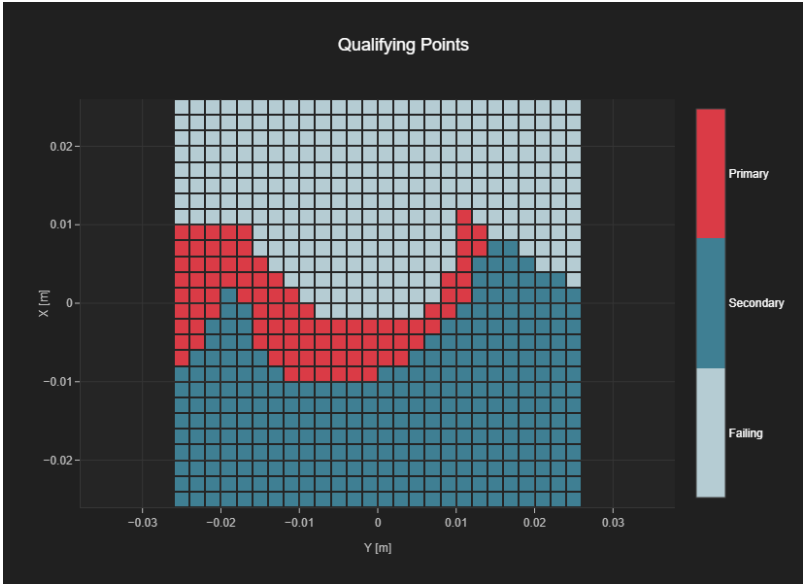 Qualifying Points
0.02
0.01
0
−0.01
−0.02
X [m]
−0.03
−0.02
−0.01
0
0.01
0.02
0.03
Y [m]
Primary
Secondary
Failing